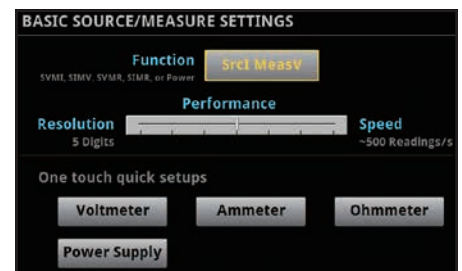 BASIC SOURCE/MEASURE SETTINGS
Function
SrcI MeasV
SVMI, SIMV, SVMR, SIMR, or Power
Performance
Resolution
Speed
5 Digits
~500 Readings/s
One touch quick setups
Voltmeter Ammeter Ohmmeter
Power Supply